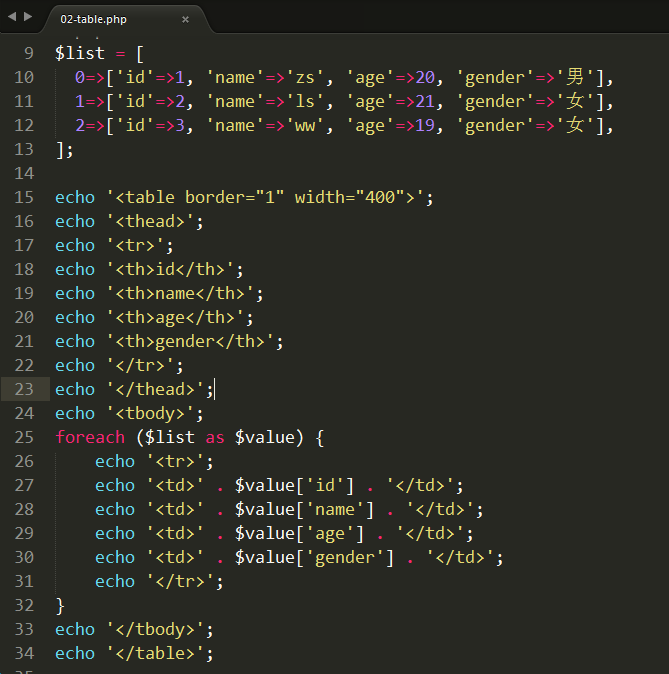 02-table.php ×
9 $list = [
10 0=>['id'=>1, 'name'=>'zs', 'age'=>20, 'gender'=>'男'],
11 1=>['id'=>2, 'name'=>'ls', 'age'=>21, 'gender'=>'女'],
12 2=>['id'=>3, 'name'=>'ww', 'age'=>19, 'gender'=>'女'],
13 ];
14
15 echo '<table border="1" width="400">';
16 echo '<thead>';
17 echo '<tr>';
18 echo '<th>id</th>';
19 echo '<th>name</th>';
20 echo '<th>age</th>';
21 echo '<th>gender</th>';
22 echo '</tr>';
23 echo '</thead>';
24 echo '<tbody>';
25 foreach ($list as $value) {
26 echo '<tr>';
27 echo '<td>' . $value['id'] . '</td>';
28 echo '<td>' . $value['name'] . '</td>';
29 echo '<td>' . $value['age'] . '</td>';
30 echo '<td>' . $value['gender'] . '</td>';
31 echo '</tr>';
32 }
33 echo '</tbody>';
34 echo '</table>';